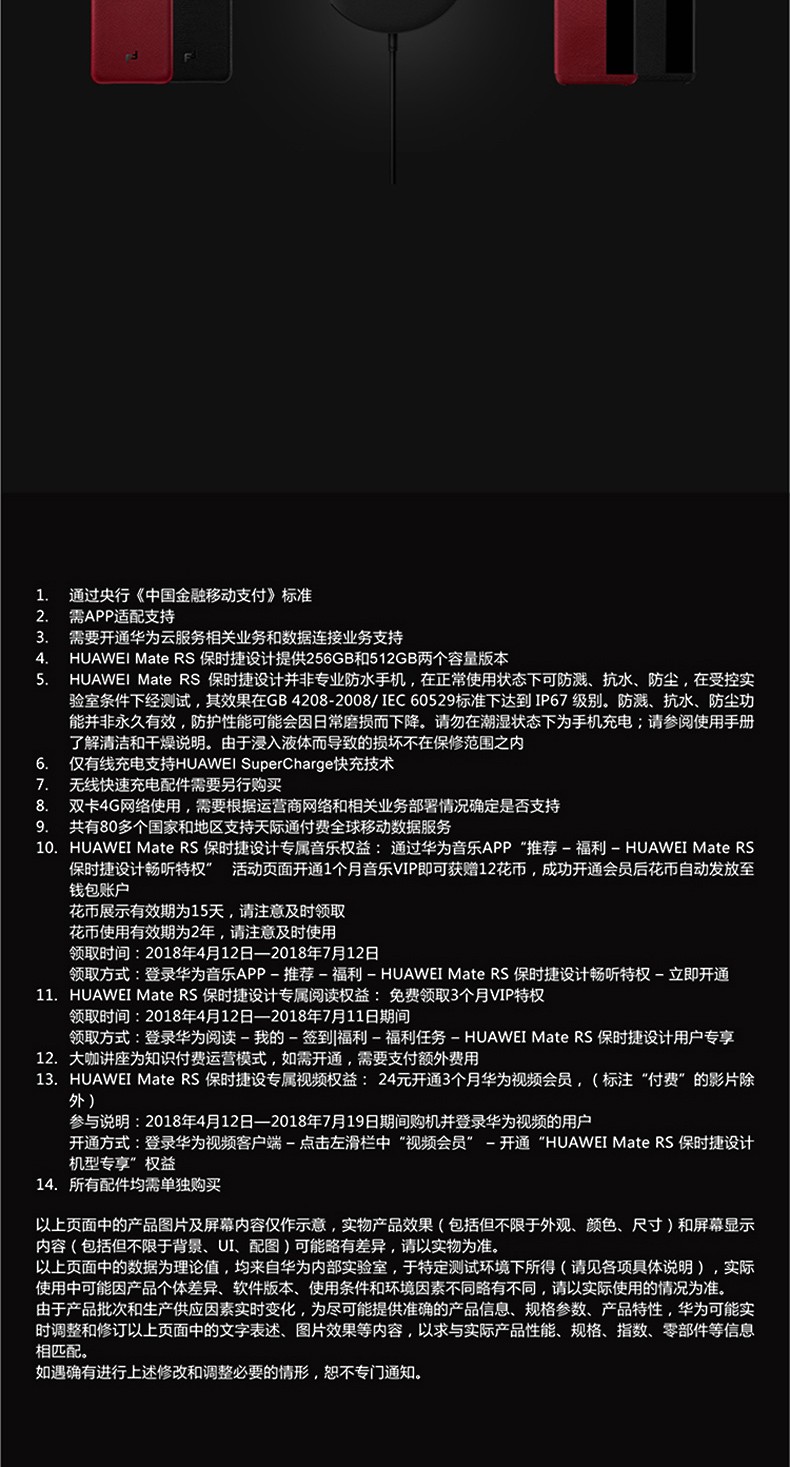 1. 通过央行《中国金融移动支付》标准
2. 需APP适配支持
3. 需要开通华为云服务相关业务和数据连接业务支持
4. HUAWEI Mate RS 保时捷设计提供256GB和512GB两个容量版本
5. HUAWEI Mate RS 保时捷设计并非专业防水手机，在正常使用状态下可防溅、抗水、防尘，在受控实
验室条件下经测试，其效果在GB 4208-2008/ IEC 60529标准下达到 IP67 级别。防溅、抗水、防尘功
能并非永久有效，防护性能可能会因日常磨损而下降。请勿在潮湿状态下为手机充电；请参阅使用手册
了解清洁和干燥说明。由于浸入液体而导致的损坏不在保修范围之内
6. 仅有线充电支持HUAWEI SuperCharge快充技术
7. 无线快速充电配件需要另行购买
8. 双卡4G网络使用，需要根据运营商网络和相关业务部署情况确定是否支持
9. 共有80多个国家和地区支持天际通付费全球移动数据服务
10. HUAWEI Mate RS 保时捷设计专属音乐权益： 通过华为音乐APP“推荐 – 福利 – HUAWEI Mate RS
保时捷设计畅听特权” 活动页面开通1个月音乐VIP即可获赠12花币，成功开通会员后花币自动发放至
钱包账户
花币展示有效期为15天，请注意及时领取
花币使用有效期为2年，请注意及时使用
领取时间：2018年4月12日—2018年7月12日
领取方式：登录华为音乐APP – 推荐 – 福利 – HUAWEI Mate RS 保时捷设计畅听特权 – 立即开通
11. HUAWEI Mate RS 保时捷设计专属阅读权益： 免费领取3个月VIP特权
领取时间：2018年4月12日—2018年7月11日期间
领取方式：登录华为阅读 – 我的 – 签到|福利 – 福利任务 – HUAWEI Mate RS 保时捷设计用户专享
12. 大咖讲座为知识付费运营模式，如需开通，需要支付额外费用
13. HUAWEI Mate RS 保时捷设专属视频权益： 24元开通3个月华为视频会员，（标注“付费”的影片除
外）
参与说明：2018年4月12日—2018年7月19日期间购机并登录华为视频的用户
开通方式：登录华为视频客户端 – 点击左滑栏中“视频会员” – 开通“HUAWEI Mate RS 保时捷设计
机型专享”权益
14. 所有配件均需单独购买
以上页面中的产品图片及屏幕内容仅作示意，实物产品效果（包括但不限于外观、颜色、尺寸）和屏幕显示
内容（包括但不限于背景、UI、配图）可能略有差异，请以实物为准。
以上页面中的数据为理论值，均来自华为内部实验室，于特定测试环境下所得（请见各项具体说明），实际
使用中可能因产品个体差异、软件版本、使用条件和环境因素不同略有不同，请以实际使用的情况为准。
由于产品批次和生产供应因素实时变化，为尽可能提供准确的产品信息、规格参数、产品特性，华为可能实
时调整和修订以上页面中的文字表述、图片效果等内容，以求与实际产品性能、规格、指数、零部件等信息
相匹配。
如遇确有进行上述修改和调整必要的情形，恕不专门通知。